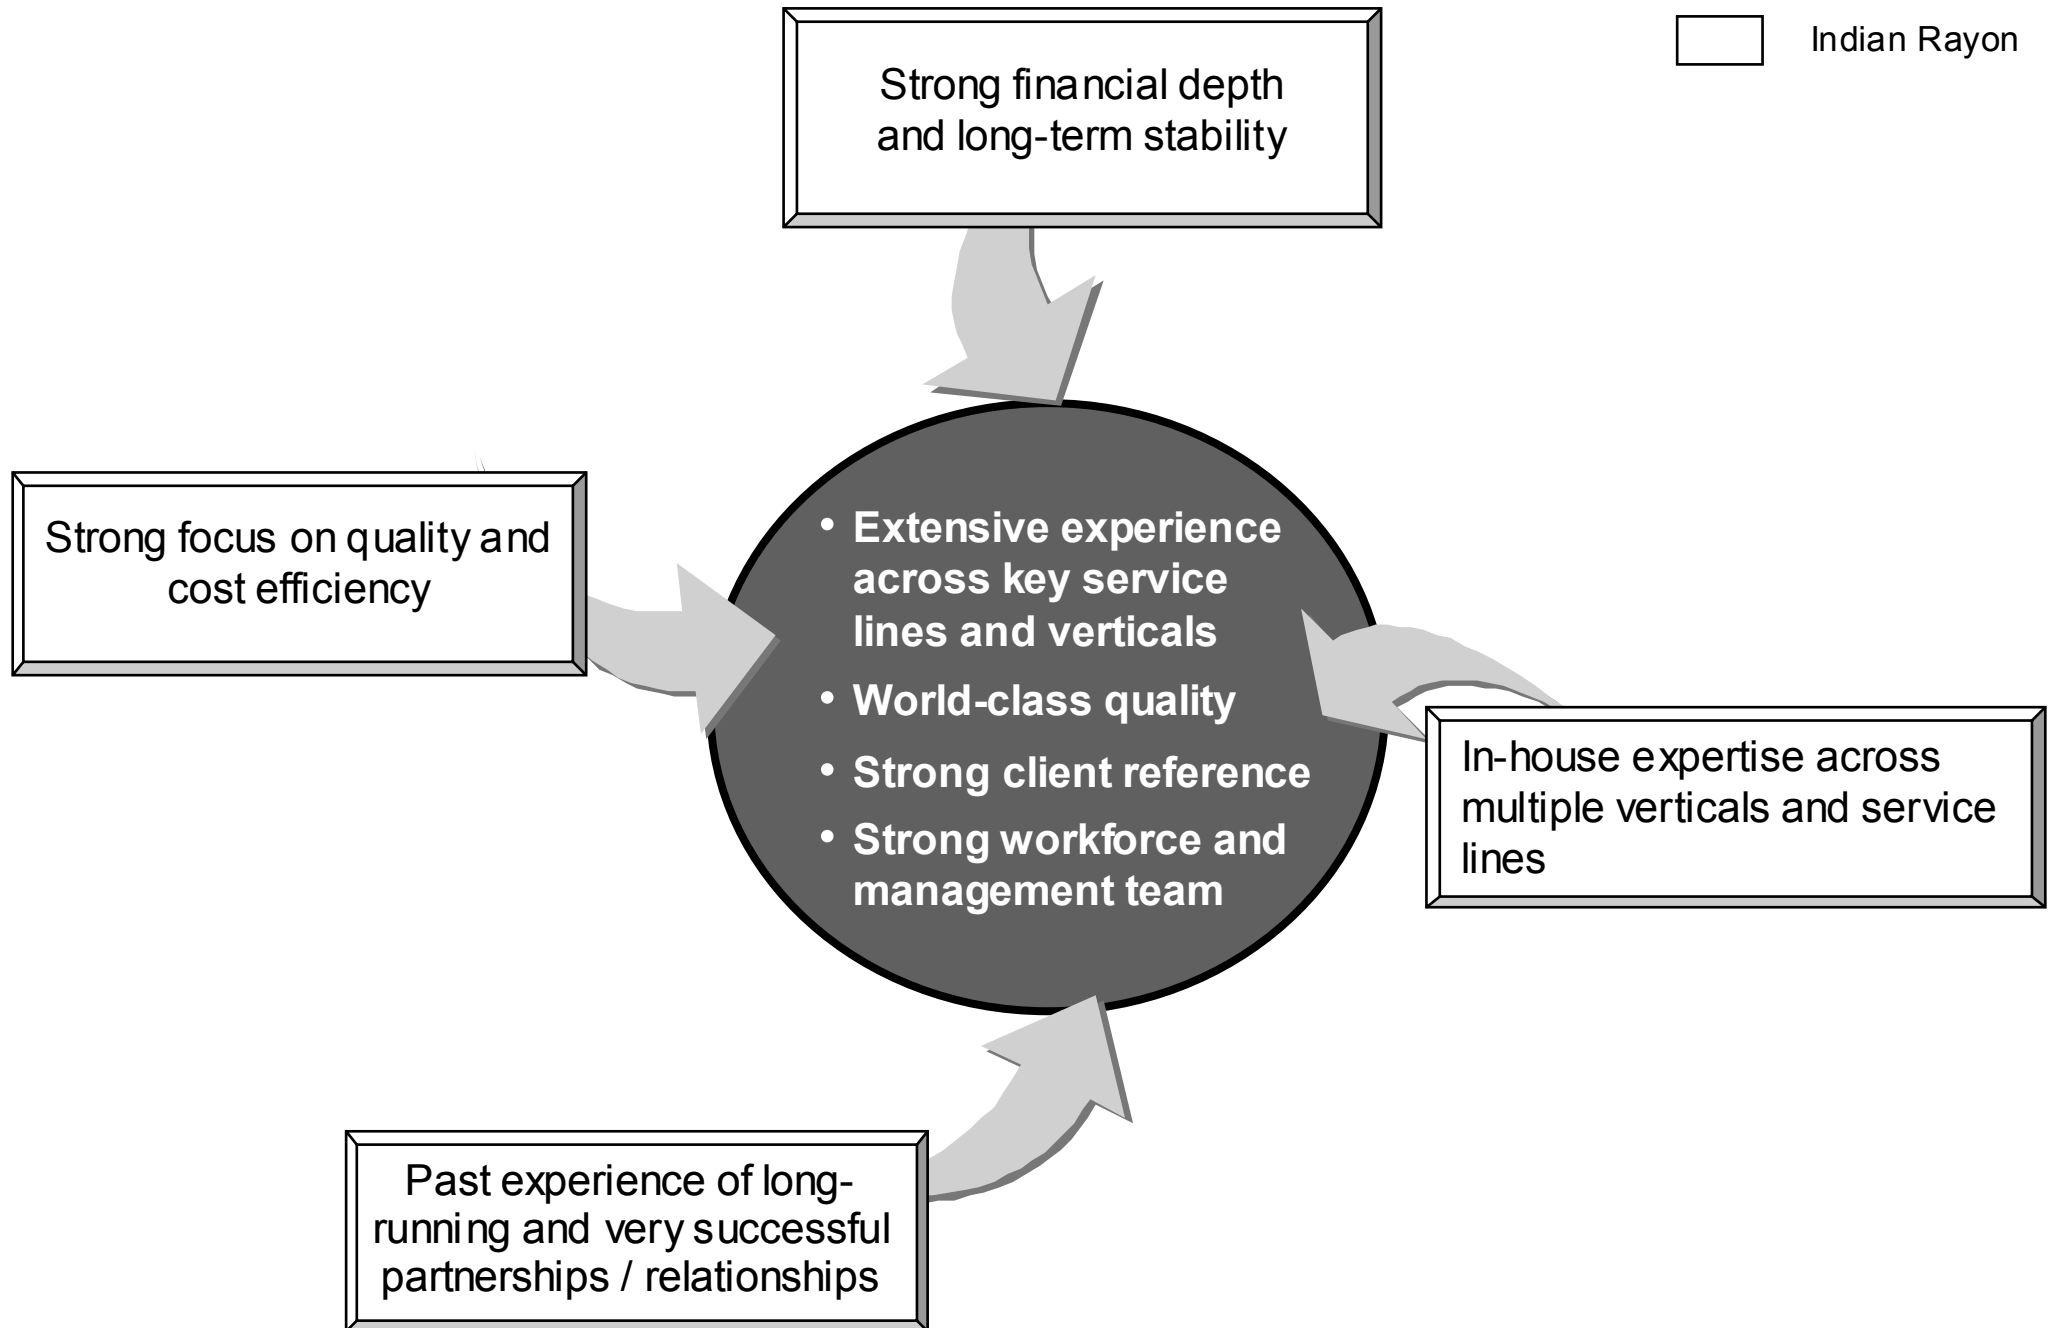 Indian Rayon
Strong financial depth
and long-term stability
Strong focus on quality and
cost efficiency
• Extensive experience
across key service
lines and verticals
• World-class quality
• Strong client reference
• Strong workforce and
management team
In-house expertise across
multiple verticals and service
lines
Past experience of long-
running and very successful
partnerships / relationships